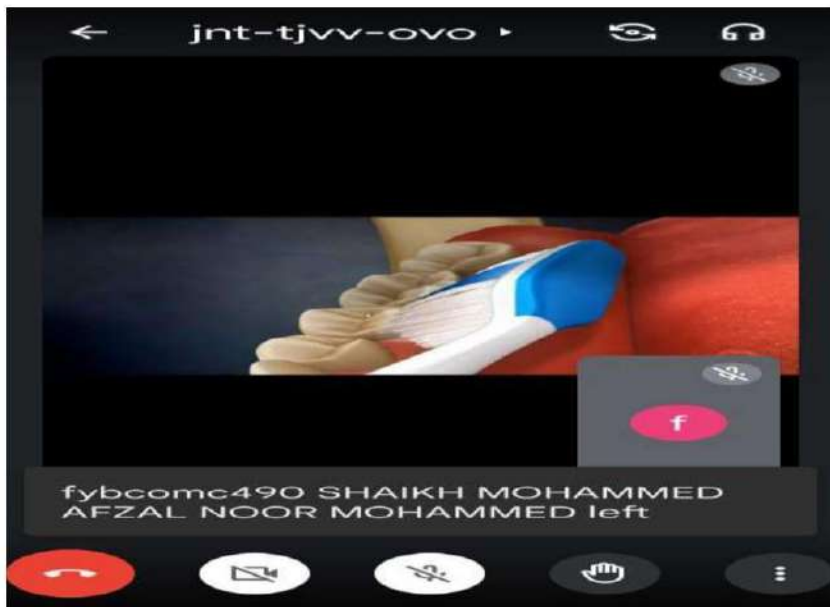 jnt-tjvv-ovo
f
fybcomc490 SHAIKH MOHAMMED
AFZAL NOOR MOHAMMED left